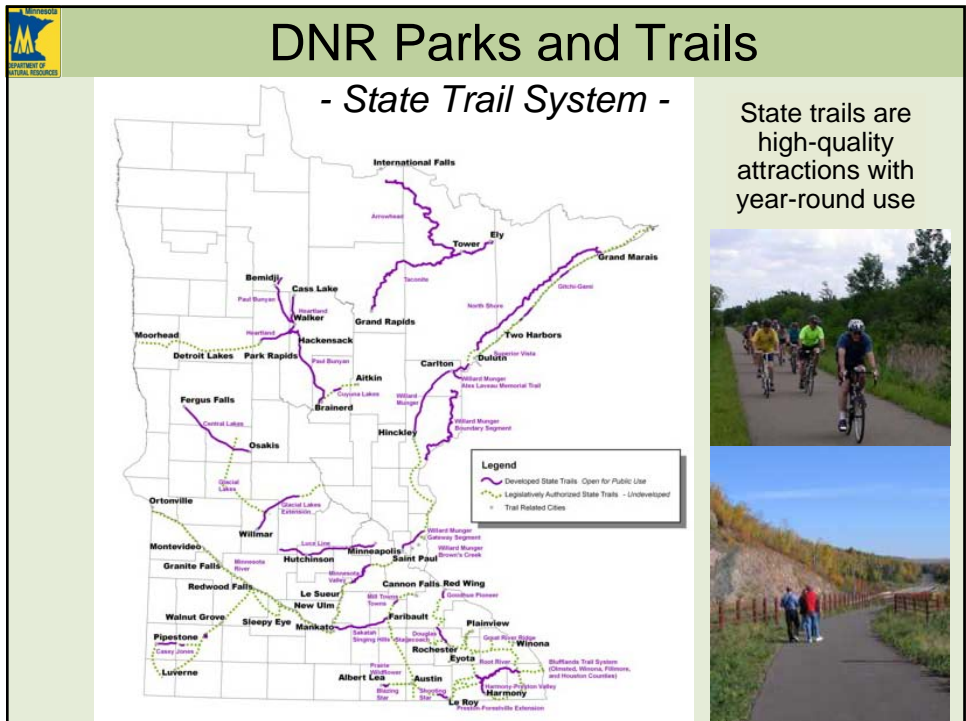 Minnesota
DEPARTMENT OF
NATURAL RESOURCES
DNR Parks and Trails
- State Trail System -
State trails are
high-quality
attractions with
year-round use
International Falls
Arrowhead
Ely
Tower
Grand Marais
Taconite
Gitchi-Gami
Bemidji
Cass Lake
Paul Bunyan
Heartland
Walker
North Shore
Grand Rapids
Moorhead
Heartland
Hackensack
Two Harbors
Detroit Lakes
Park Rapids
Paul Bunyan
Superior Vista
Carlton
Duluth
Aitkin
Willard Munger
Alex Laveau Memorial Trail
Cuyuna Lakes
Willard
Munger
Fergus Falls
Brainerd
Central Lakes
Willard Munger
Boundary Segment
Hinckley
Osakis
Legend
Developed State Trails Open for Public Use
Legislatively Authorized State Trails - Undeveloped
Trail Related Cities
Glacial
Lakes
Ortonville
Glacial Lakes
Extension
Willmar
Willard Munger
Gateway Segment
Luce Line
Minneapolis
Willard Munger
Brown's Creek
Montevideo
Hutchinson
Saint Paul
Granite Falls
Minnesota
River
Minnesota
Valley
Cannon Falls
Red Wing
Redwood Falls
Le Sueur
Mill Towns
Towns
Goodhue Pioneer
New Ulm
Walnut Grove
Sleepy Eye
Mankato
Faribault
Plainview
Sakatah
Singing Hills
Stagecoach
Douglas
Great River Ridge
Pipestone
Rochester
Winona
Casey Jones
Eyota
Root River
Blufflands Trail System
(Olmsted, Winona, Fillmore,
and Houston Counties)
Prairie
Wildflower
Luverne
Albert Lea
Austin
Blazing
Star
Shooting
Star
Harmony-Preston Valley
Harmony
Le Roy
Preston-Forestville Extension